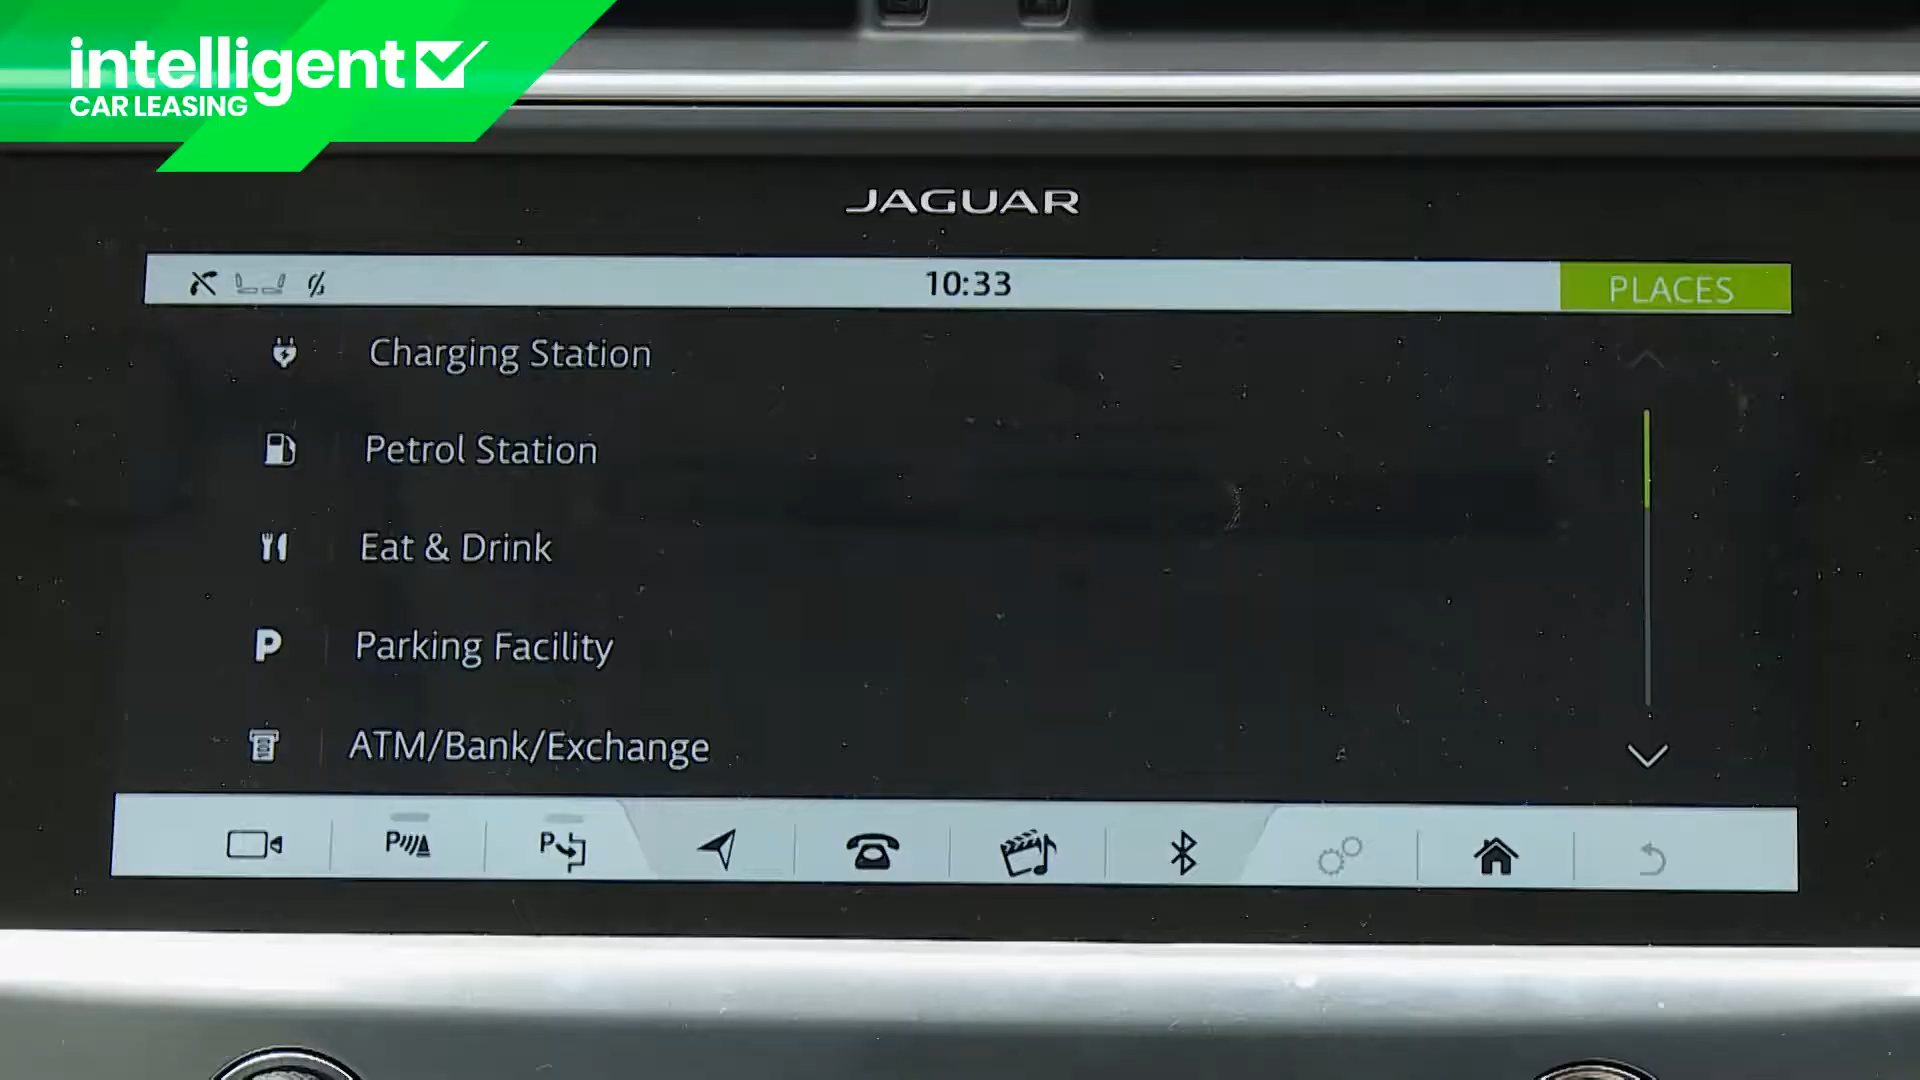 intelligent
CAR LEASING
JAGUAR
10:33
PLACES
Charging Station
Petrol Station
Eat & Drink
P
Parking Facility
ATM/Bank/Exchange
P
P